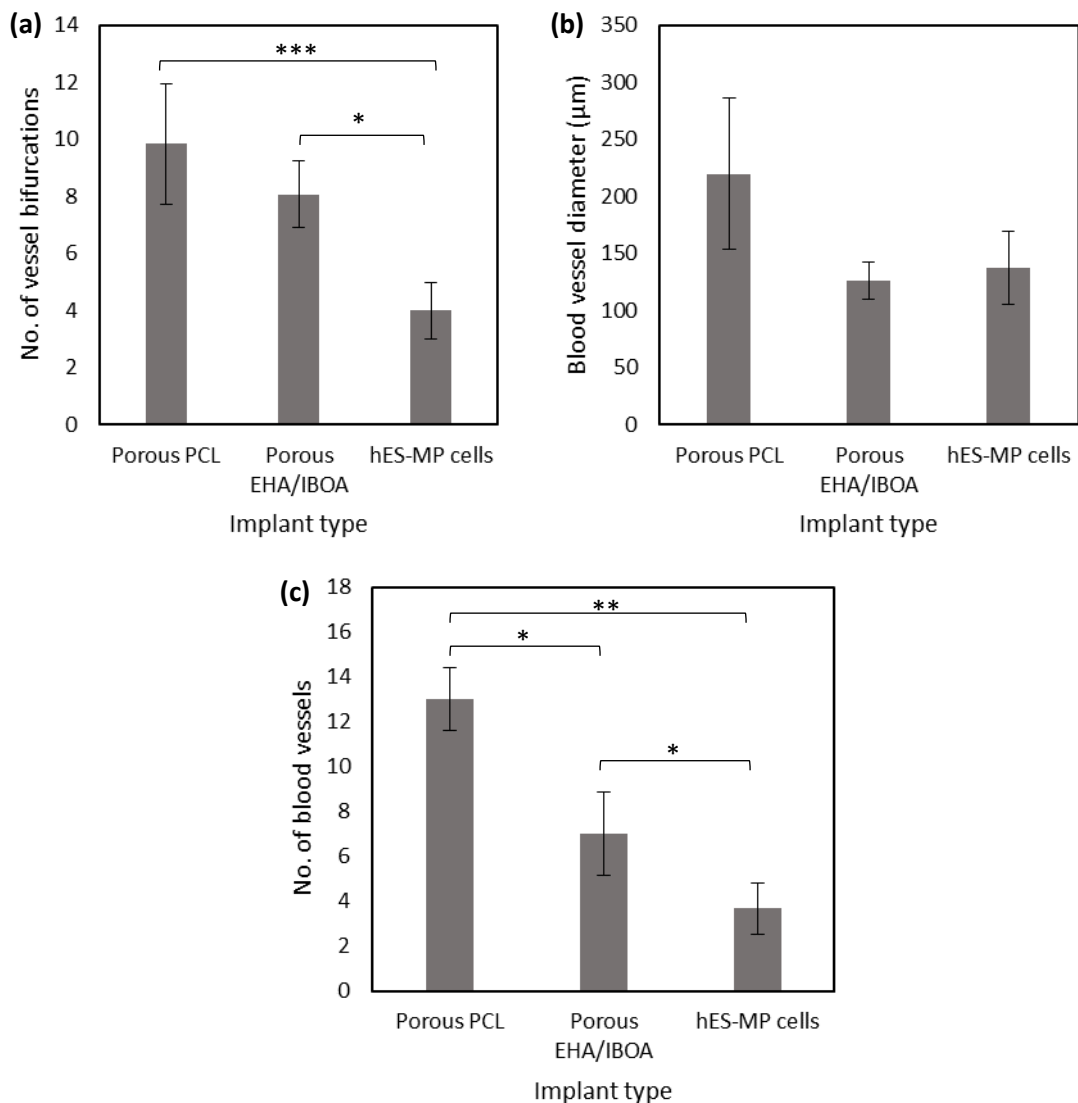 (a)
14
12
10
8
6
4
2
0
No. of vessel bifurcations
***
*
Porous PCL
Porous
EHA/IBOA
hES-MP cells
Implant type
(b)
350
300
250
200
150
100
50
0
Blood vessel diameter (µm)
Porous PCL
Porous
EHA/IBOA
hES-MP cells
Implant type
(c)
18
16
14
12
10
8
6
4
2
0
No. of blood vessels
**
*
*
Porous PCL
Porous
EHA/IBOA
hES-MP cells
Implant type